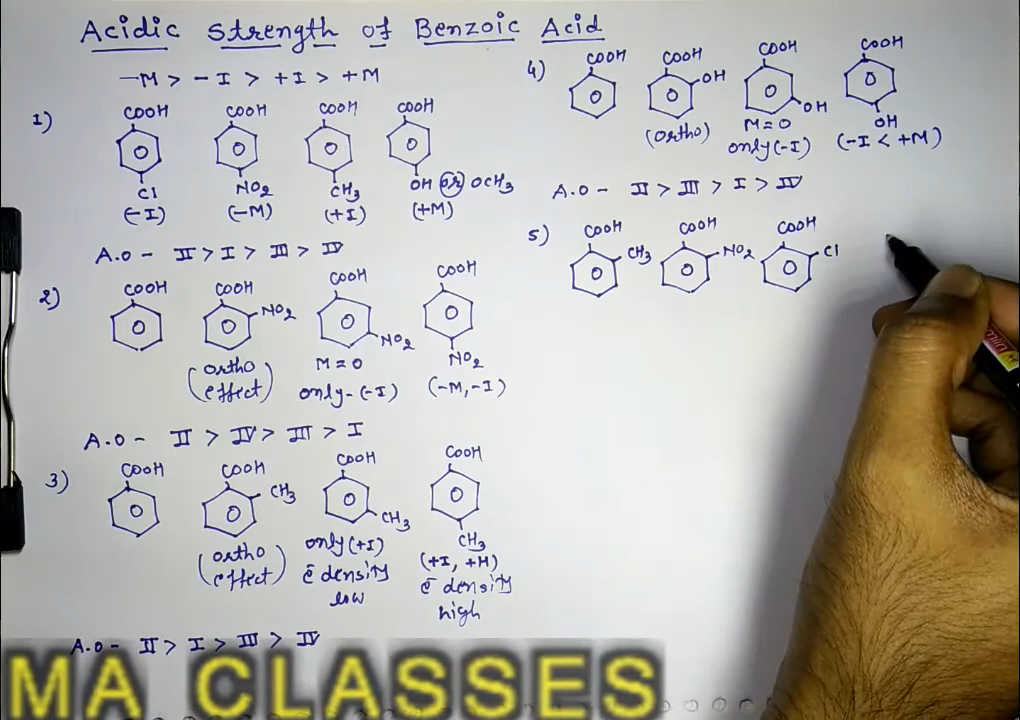 Acidic Strength of Benzoic Acid
-M > -I > +I > +M
1)
COOH COOH COOH COOH
Cl NO2 CH3 OH or OCH3
(-I) (-M) (+I) (+M)
A.O - II > I > III > IV
2)
COOH COOH COOH COOH
NO2 NO2 NO2
(ortho effect) M=0 only-(-I) (-M, -I)
A.O - II > IV > III > I
3)
COOH COOH COOH COOH
CH3 CH3 CH3
(ortho effect) only(+I) (+I, +H)
ē density low ē density high
A.O - II > I > III > IV
4)
COOH COOH COOH COOH
OH OH OH
(ortho) M=0 only(-I) (-I < +M)
A.O - II > III > I > IV
5)
COOH COOH COOH
CH3 NO2 Cl
MA CLASSES